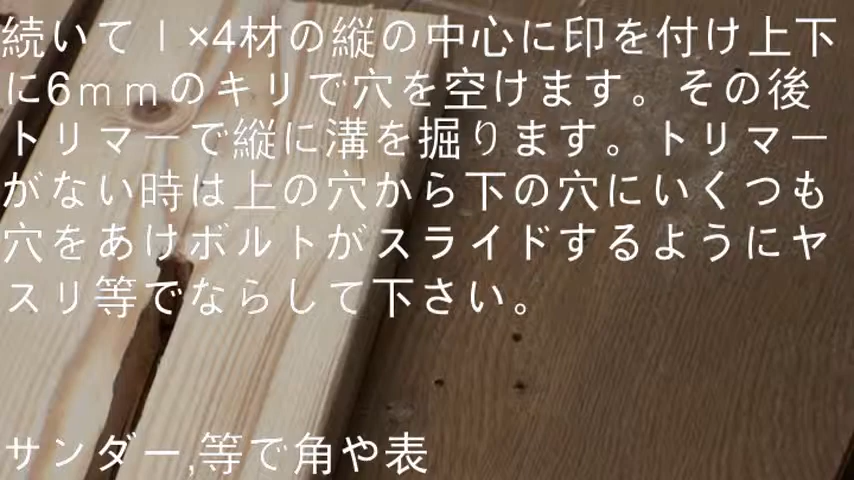 続いて１×4材の縦の中心に印を付け上下
に6ｍｍのキリで穴を空けます。その後
トリマーで縦に溝を掘ります。トリマー
がない時は上の穴から下の穴にいくつも
穴をあけボルトがスライドするようにヤ
スリ等でならして下さい。
サンダー,等で角や表